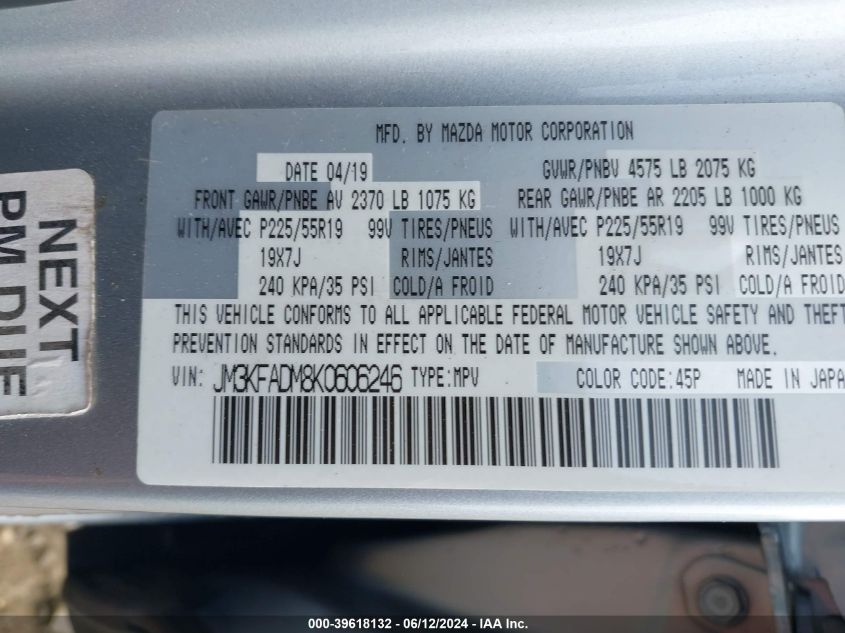 MFD. BY MAZDA MOTOR CORPORATION
DATE 04/19 GVWR/PNBV 4575 LB 2075 KG
FRONT GAWR/PNBE AV 2370 LB 1075 KG REAR GAWR/PNBE AR 2205 LB 1000 KG
WITH/AVEC P225/55R19 99V TIRES/PNEUS WITH/AVEC P225/55R19 99V TIRES/PNEUS
19X7J RIMS/JANTES 19X7J RIMS/JANTES
240 KPA/35 PSI COLD/A FROID 240 KPA/35 PSI COLD/A FROID
THIS VEHICLE CONFORMS TO ALL APPLICABLE FEDERAL MOTOR VEHICLE SAFETY AND THEFT
PREVENTION STANDARDS IN EFFECT ON THE DATE OF MANUFACTURE SHOWN ABOVE.
VIN: JM3KFADM8K0606246 TYPE:MPV COLOR CODE:45P MADE IN JAPA
NEXT
PM DUE
000-39618132 - 06/12/2024 - IAA Inc.